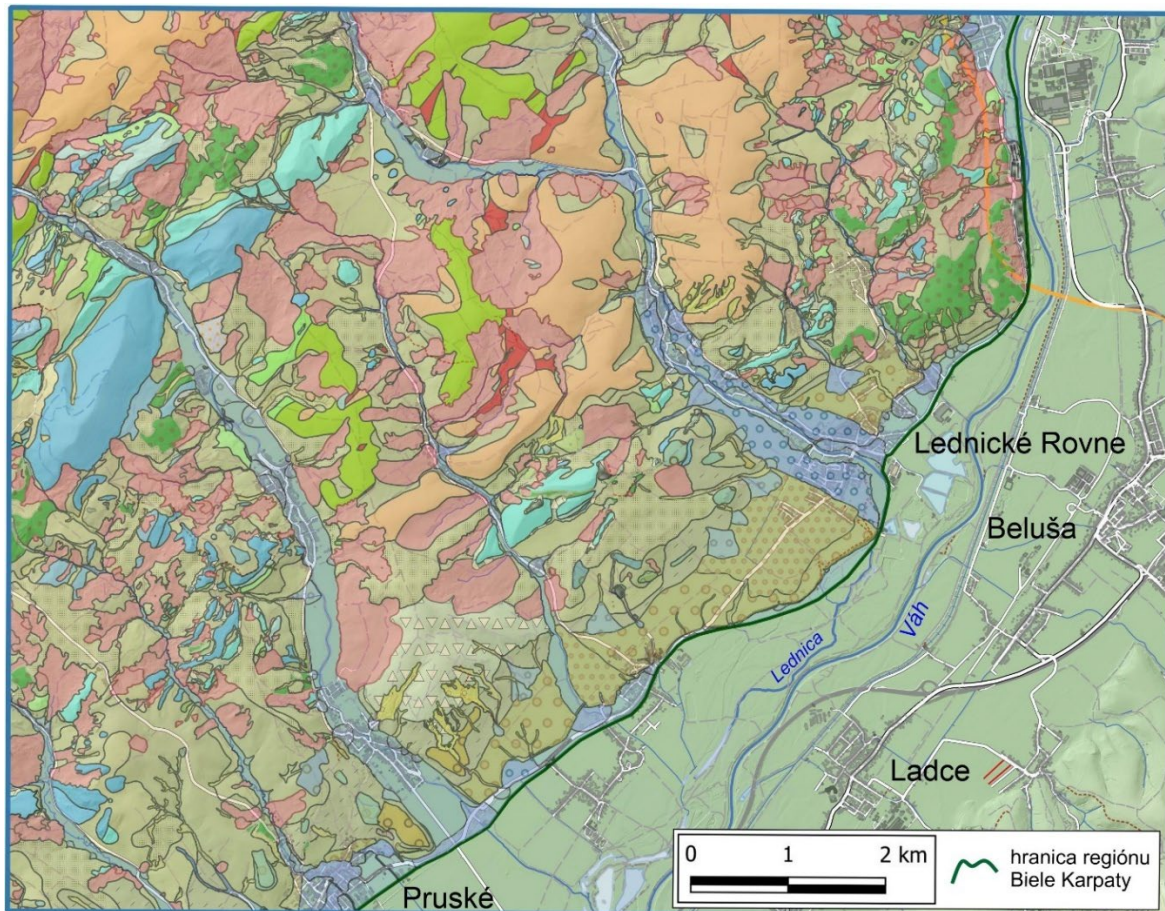 Lednické Rovne
Beluša
Váh
Lednica
Ladce
Pruské
0 1 2 km
hranica regiónu
Biele Karpaty